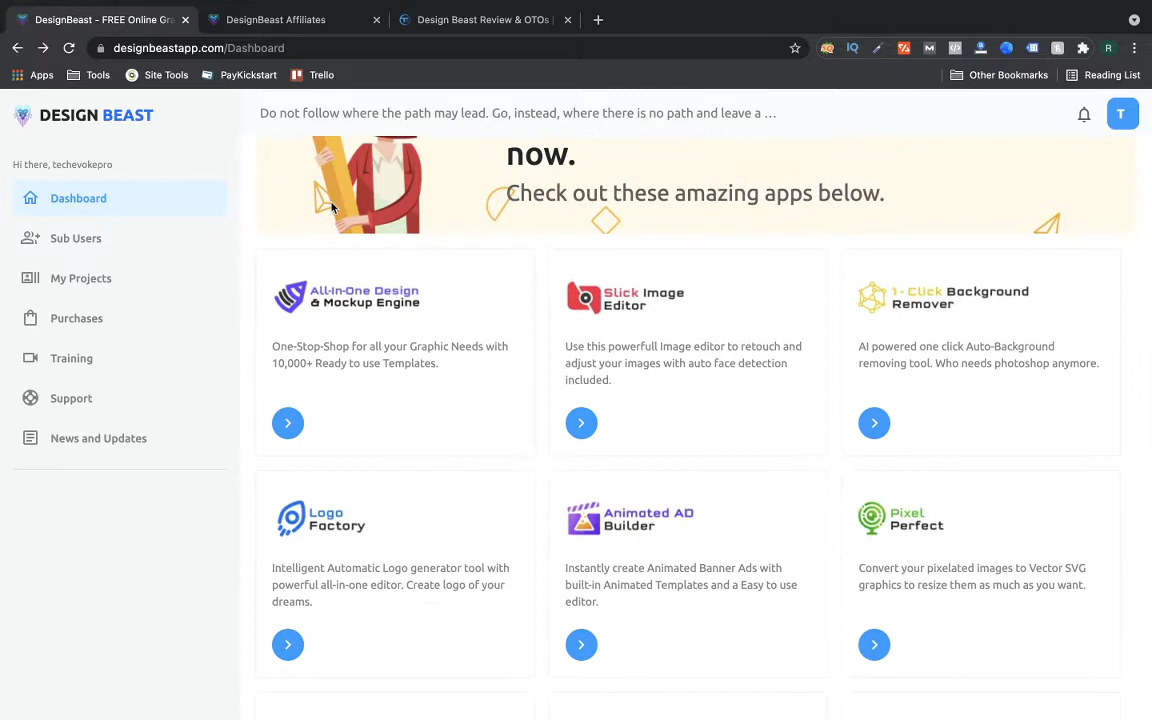 DesignBeast - FREE Online Gra
DesignBeast Affiliates
Design Beast Review & OTOs
designbeastapp.com/Dashboard
IQ
M
R
Apps
Tools
Site Tools
PayKickstart
Trello
Other Bookmarks
Reading List
DESIGN BEAST
Do not follow where the path may lead. Go, instead, where there is no path and leave a ...
T
Hi there, techevokepro
Dashboard
Sub Users
My Projects
Purchases
Training
Support
News and Updates
now.
Check out these amazing apps below.
All-In-One Design
& Mockup Engine
One-Stop-Shop for all your Graphic Needs with
10,000+ Ready to use Templates.
Slick Image
Editor
Use this powerfull Image editor to retouch and
adjust your images with auto face detection
included.
1 - Click Background
Remover
AI powered one click Auto-Background
removing tool. Who needs photoshop anymore.
Logo
Factory
Intelligent Automatic Logo generator tool with
powerful all-in-one editor. Create logo of your
dreams.
Animated AD
Builder
Instantly create Animated Banner Ads with
built-in Animated Templates and a Easy to use
editor.
Pixel
Perfect
Convert your pixelated images to Vector SVG
graphics to resize them as much as you want.